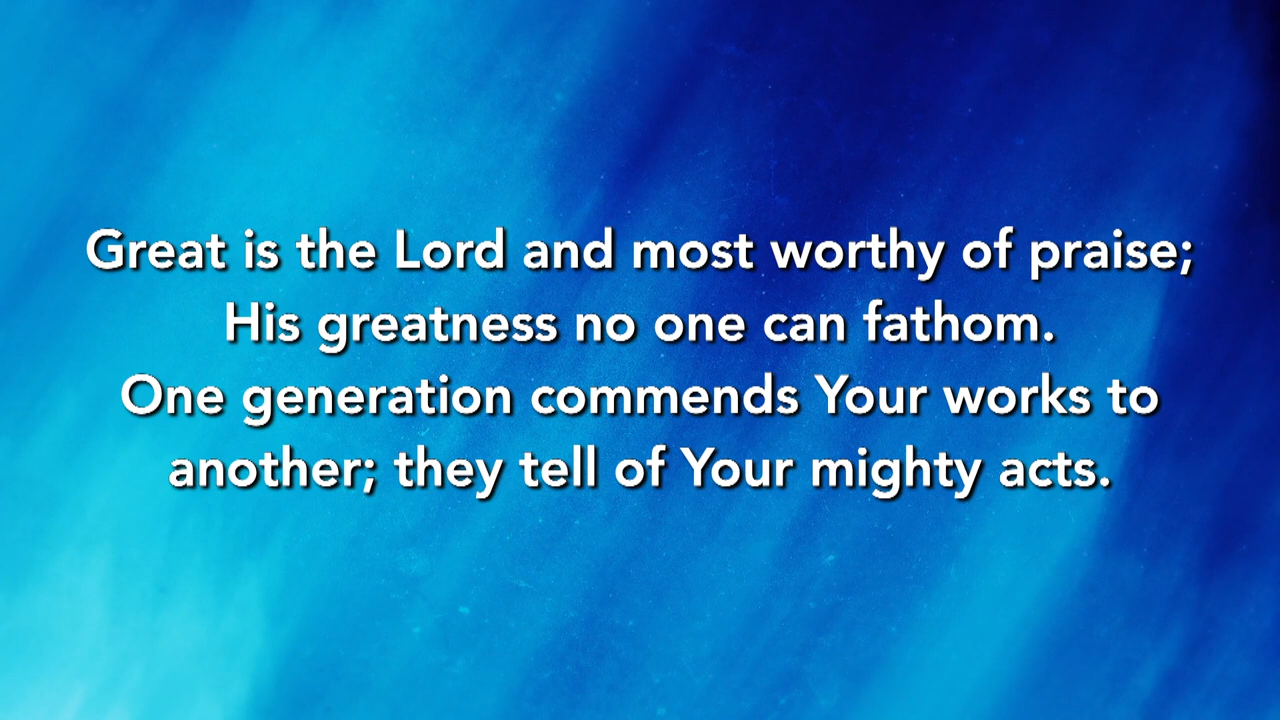 Great is the Lord and most worthy of praise;
His greatness no one can fathom.
One generation commends Your works to
another; they tell of Your mighty acts.